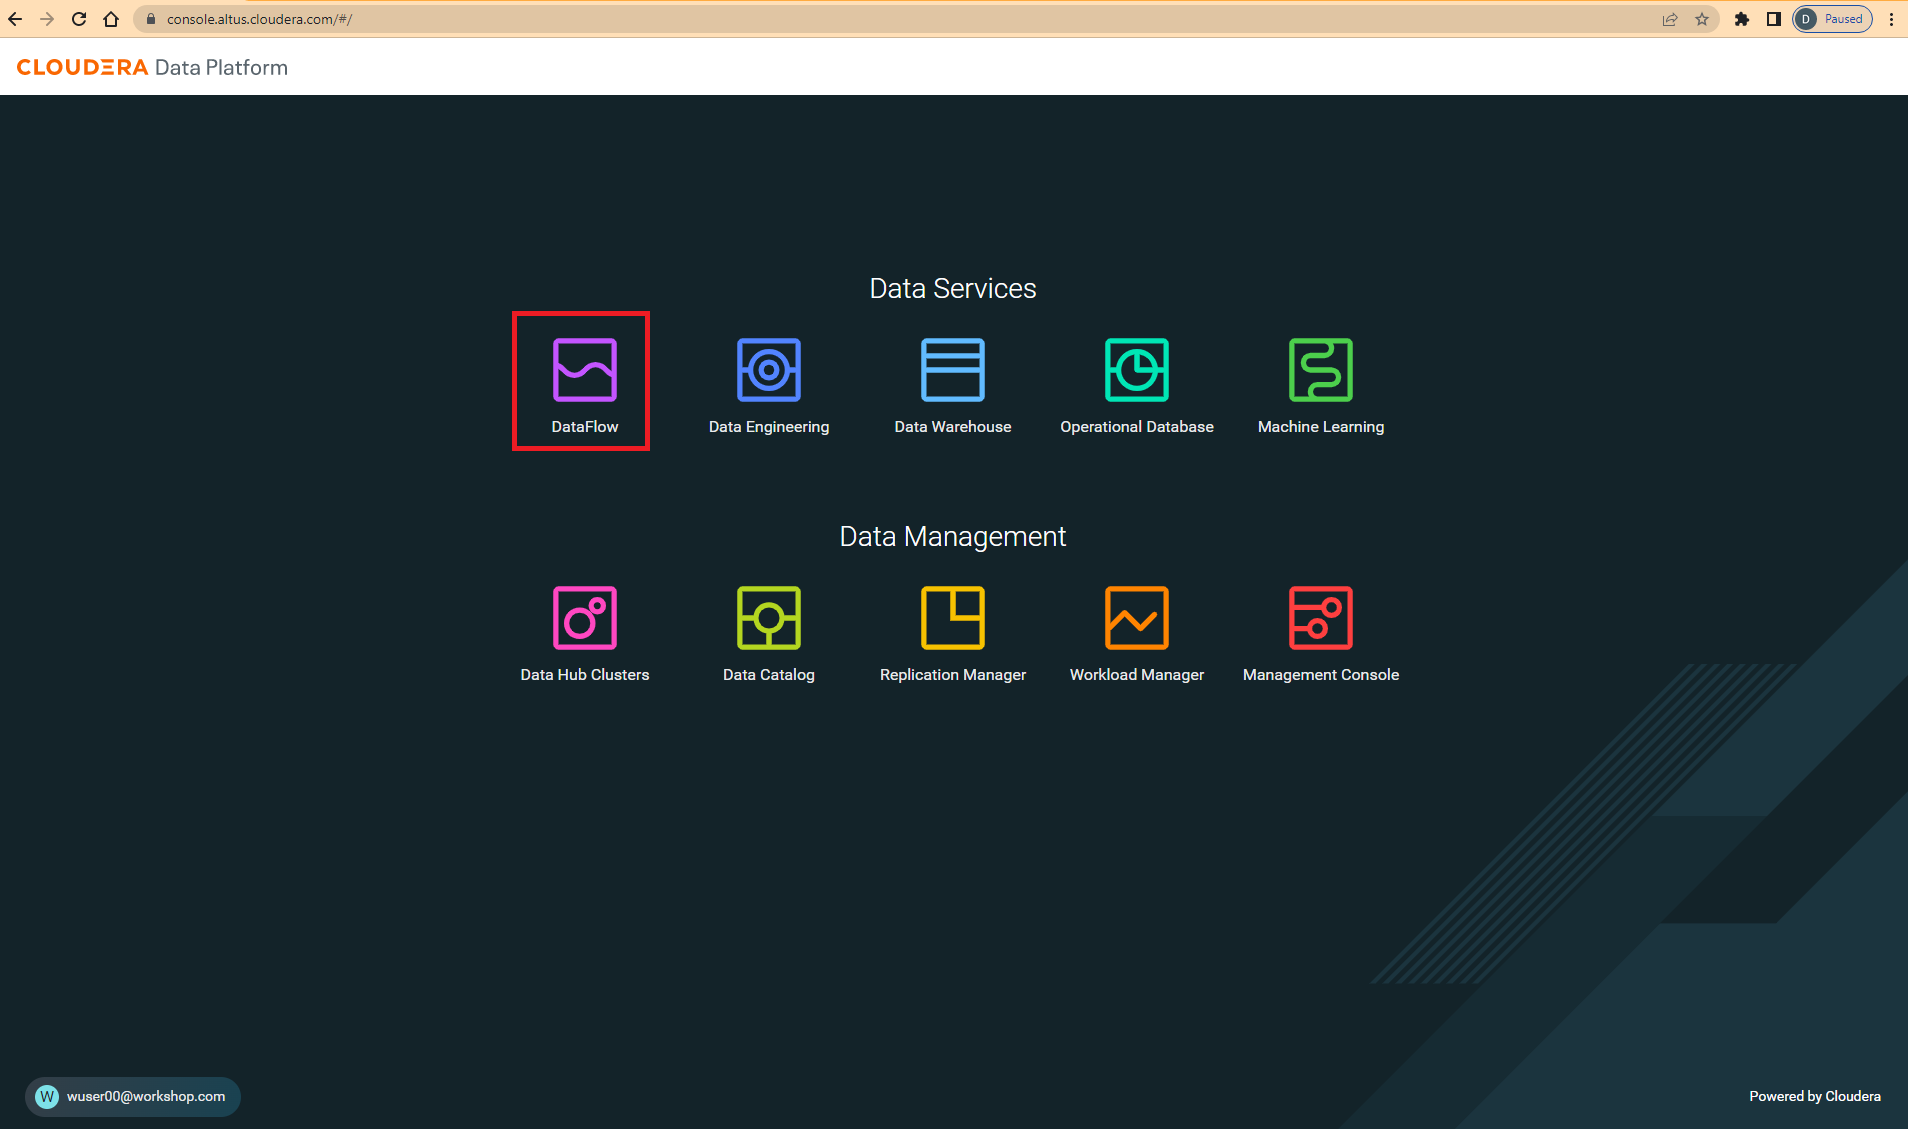 console.altus.cloudera.com/#/
D Paused
CLOUDERA Data Platform
Data Services
DataFlow
Data Engineering
Data Warehouse
Operational Database
Machine Learning
Data Management
Data Hub Clusters
Data Catalog
Replication Manager
Workload Manager
Management Console
W wuser00@workshop.com
Powered by Cloudera